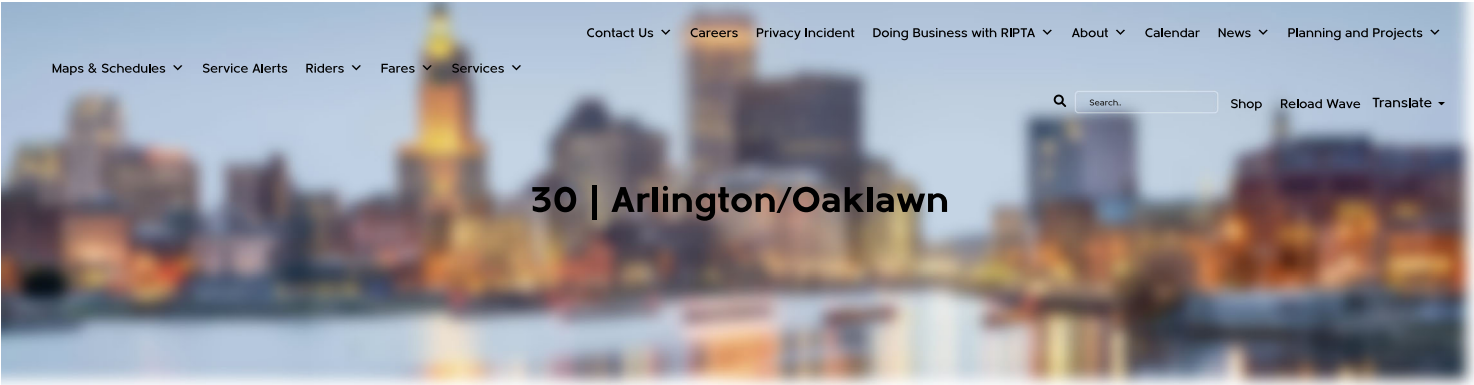 Contact Us Careers Privacy Incident Doing Business with RIPTA About Calendar News Planning and Projects
Maps & Schedules Service Alerts Riders Fares Services
Search.. Shop Reload Wave Translate
30 | Arlington/Oaklawn